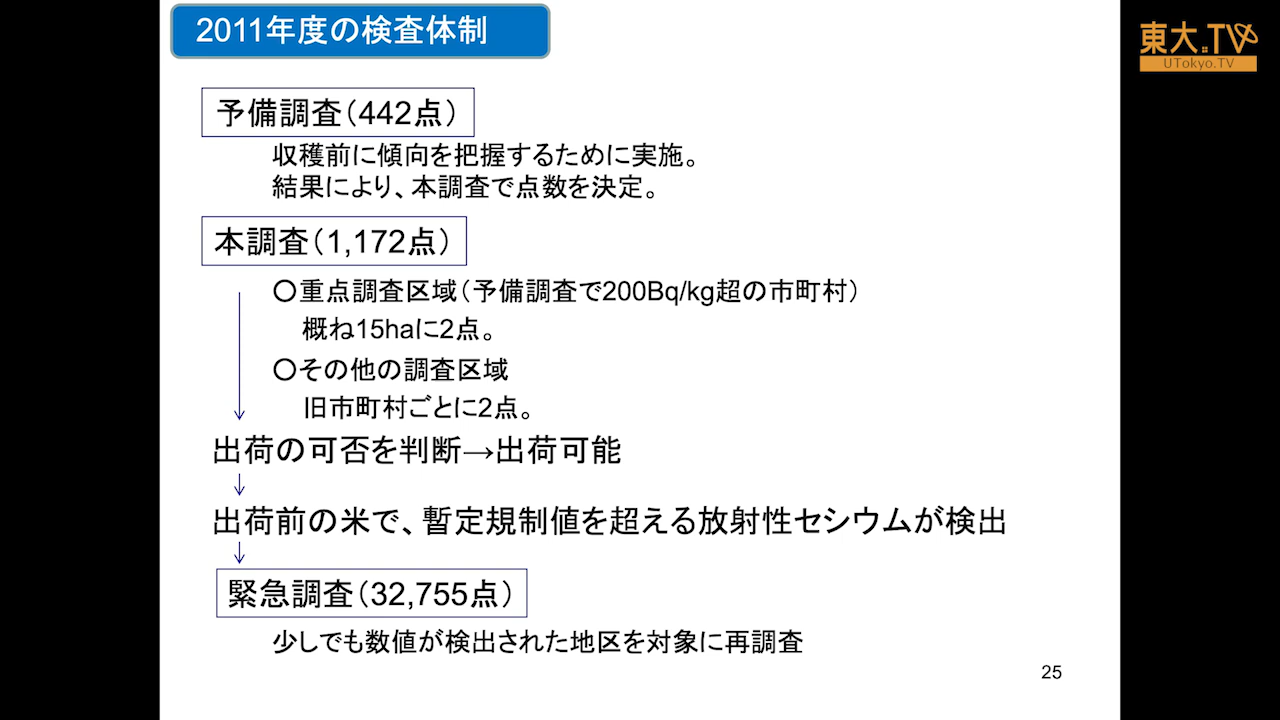 2011年度の検査体制
東大.TV
UTokyo.TV
予備調査（442点）
収穫前に傾向を把握するために実施。
結果により、本調査で点数を決定。
本調査（1,172点）
○重点調査区域（予備調査で200Bq/kg超の市町村）
概ね15haに2点。
○その他の調査区域
旧市町村ごとに2点。
出荷の可否を判断→出荷可能
出荷前の米で、暫定規制値を超える放射性セシウムが検出
緊急調査（32,755点）
少しでも数値が検出された地区を対象に再調査
25